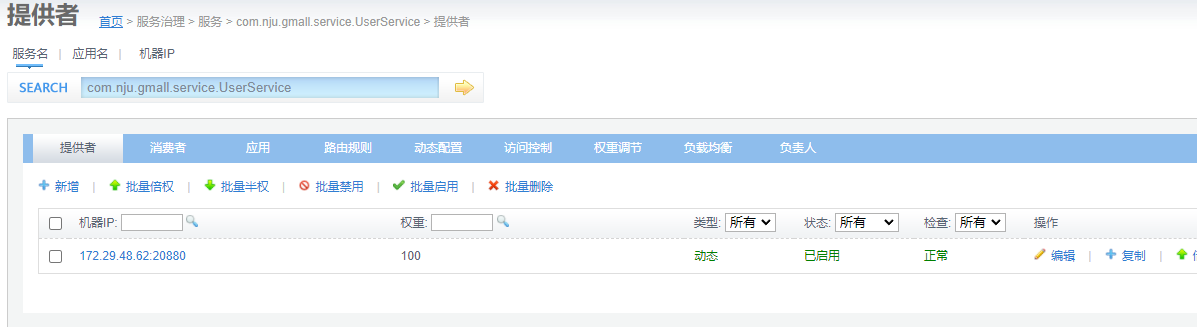 提供者 首页 > 服务治理 > 服务 > com.nju.gmall.service.UserService > 提供者
服务名 | 应用名 | 机器IP
SEARCH com.nju.gmall.service.UserService
提供者 消费者 应用 路由规则 动态配置 访问控制 权重调节 负载均衡 负责人
新增 | 批量倍权 | 批量半权 | 批量禁用 | 批量启用 | 批量删除
机器IP: 权重: 类型: 所有 状态: 所有 检查: 所有 操作
172.29.48.62:20880 100 动态 已启用 正常 编辑 | 复制 |